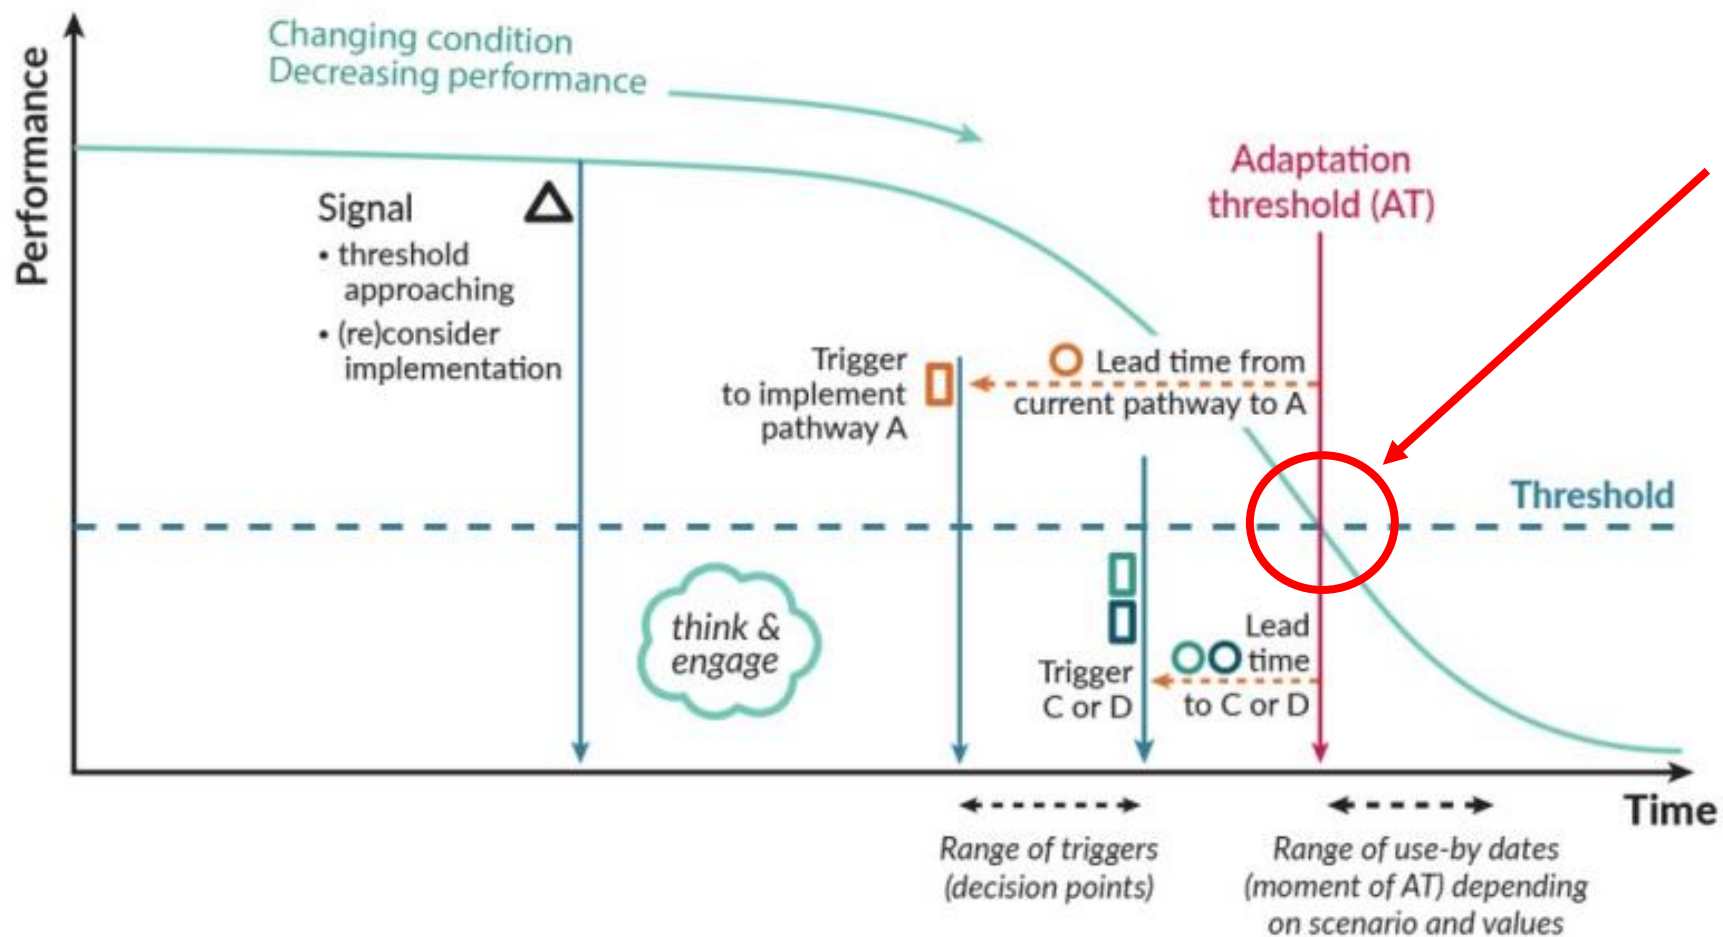 Changing condition
Decreasing performance
Performance
Signal
• threshold
approaching
• (re)consider
implementation
Adaptation
threshold (AT)
Trigger
to implement
pathway A
Lead time from
current pathway to A
Threshold
think &
engage
Trigger
C or D
Lead
time
to C or D
Time
Range of triggers
(decision points)
Range of use-by dates
(moment of AT) depending
on scenario and values